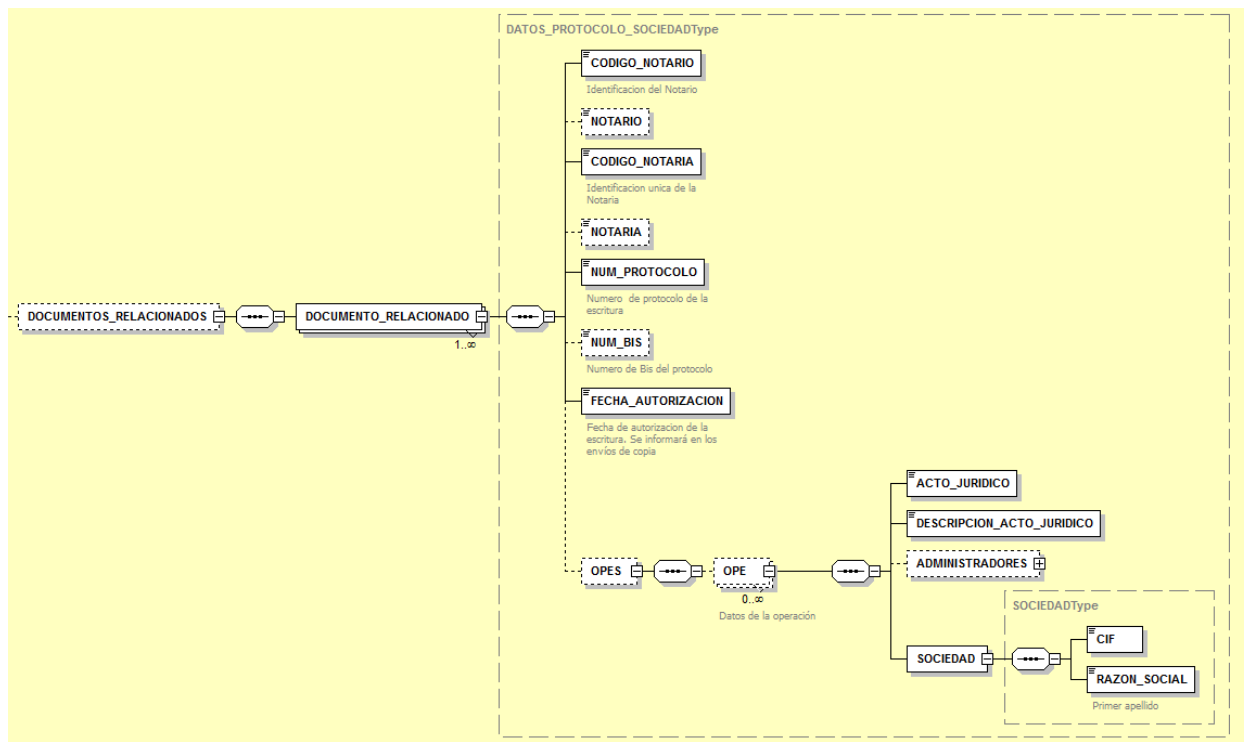 DATOS_PROTOCOLO_SOCIEDADType
CODIGO_NOTARIO
Identificacion del Notario
NOTARIO
CODIGO_NOTARIA
Identificacion unica de la
Notaria
NOTARIA
NUM_PROTOCOLO
Numero de protocolo de la
escritura
DOCUMENTOS_RELACIONADOS
DOCUMENTO_RELACIONADO
1..∞
NUM_BIS
Numero de Bis del protocolo
FECHA_AUTORIZACION
Fecha de autorizacion de la
escritura. Se informará en los
envíos de copia
OPES
OPE
0..∞
Datos de la operación
ACTO_JURIDICO
DESCRIPCION_ACTO_JURIDICO
ADMINISTRADORES
SOCIEDAD
SOCIEDADType
CIF
RAZON_SOCIAL
Primer apellido